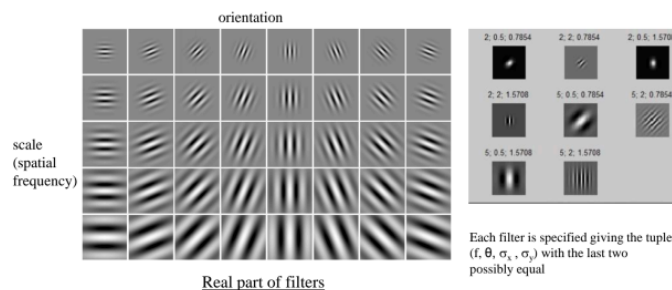 orientation
scale
(spatial
frequency)
Real part of filters
2; 0.5; 0.7854
2; 2; 0.7854
2; 0.5; 1.570
2; 2; 1.5708
5; 0.5; 0.7854
5; 2; 0.7854
5; 0.5; 1.5708
5; 2; 1.5708
Each filter is specified giving the tuple
(f, θ, σx , σy) with the last two
possibly equal